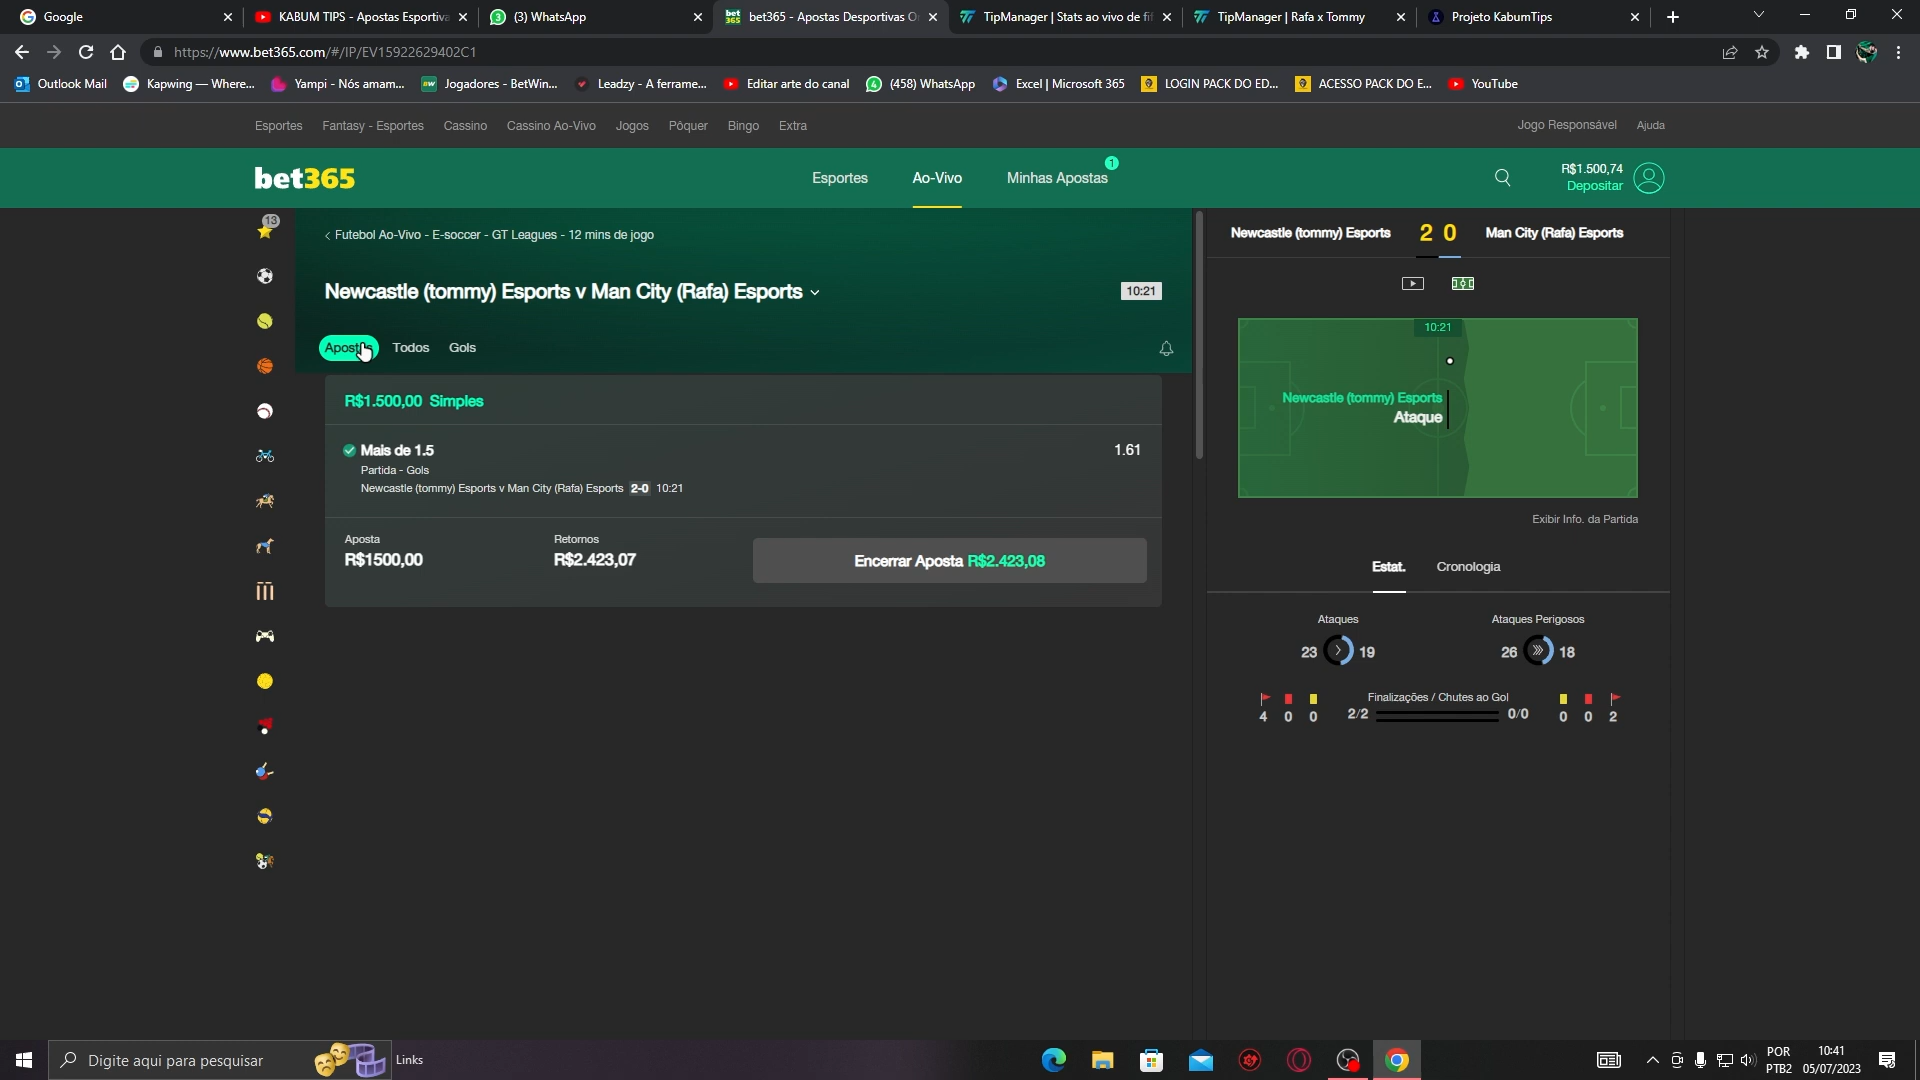 Google
KABUM TIPS - Apostas Esportiva
(3) WhatsApp
bet365 - Apostas Desportivas O
TipManager | Stats ao vivo de fif
TipManager | Rafa x Tommy
Projeto KabumTips
https://www.bet365.com/#/IP/EV15922629402C1
Outlook Mail
Kapwing — Where...
Yampi - Nós amam...
Jogadores - BetWin...
Leadzy - A ferrame...
Editar arte do canal
(458) WhatsApp
Excel | Microsoft 365
LOGIN PACK DO ED...
ACESSO PACK DO E...
YouTube
Esportes
Fantasy - Esportes
Cassino
Cassino Ao-Vivo
Jogos
Pôquer
Bingo
Extra
Jogo Responsável
Ajuda
bet365
Esportes
Ao-Vivo
Minhas Apostas
1
R$1.500,74
Depositar
13
Futebol Ao-Vivo - E-soccer - GT Leagues - 12 mins de jogo
Newcastle (tommy) Esports v Man City (Rafa) Esports
10:21
Todos
Gols
R$1.500,00 Simples
Mais de 1.5
1.61
Partida - Gols
Newcastle (tommy) Esports v Man City (Rafa) Esports 2-0 10:21
Aposta
R$1500,00
Retornos
R$2.423,07
Encerrar Aposta R$2.423,08
Newcastle (tommy) Esports
2 0
Man City (Rafa) Esports
10:21
Newcastle (tommy) Esports
Ataque
Exibir Info. da Partida
Estat.
Cronologia
Ataques
23
19
Ataques Perigosos
26
18
Finalizações / Chutes ao Gol
4 0 0
2/2
0/0
0 0 2
Digite aqui para pesquisar
Links
POR
PTB2
10:41
05/07/2023